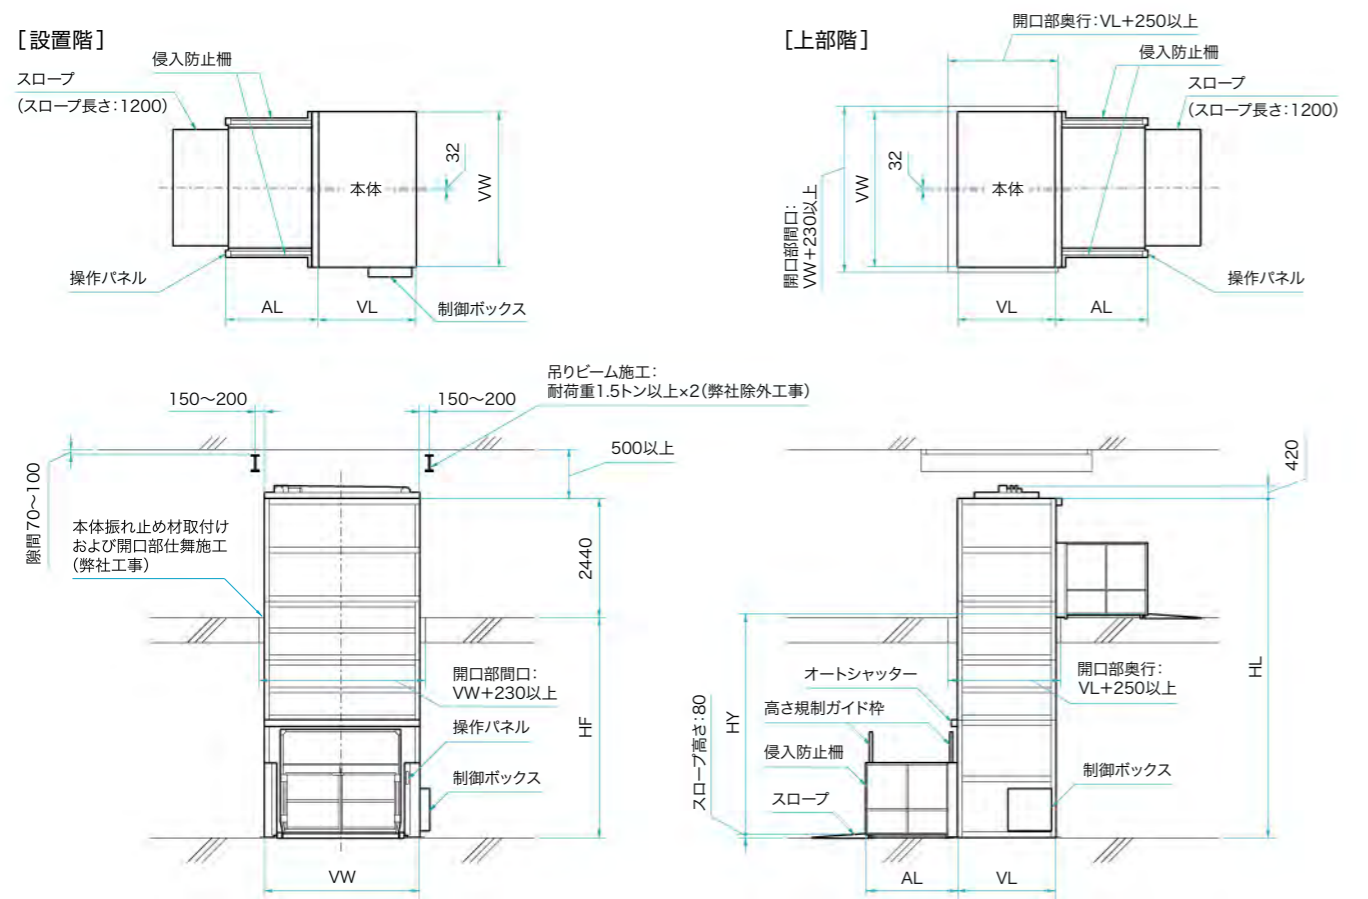 ［設置階］
侵入防止柵
スロープ
（スロープ長さ：1200）
32
VW
本体
操作パネル
AL
VL
制御ボックス
［上部階］
開口部奥行：VL+250以上
侵入防止柵
スロープ
（スロープ長さ：1200）
32
VW
本体
開口部間口：
VW+230以上
操作パネル
VL
AL
吊りビーム施工：
耐荷重1.5トン以上×2（弊社除外工事）
150～200
150～200
500以上
隙間70～100
本体振れ止め材取付け
および開口部仕舞施工
（弊社工事）
2440
開口部間口：
VW+230以上
HF
操作パネル
制御ボックス
VW
420
HL
開口部奥行：
VL+250以上
オートシャッター
高さ規制ガイド枠
侵入防止柵
スロープ
HY
スロープ高さ：80
制御ボックス
AL
VL